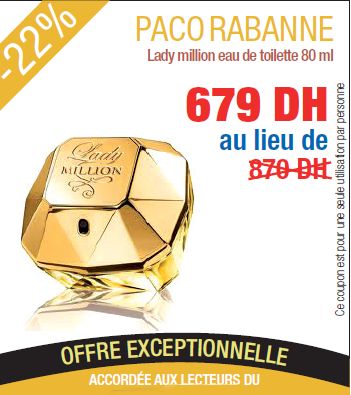 -22%
PACO RABANNE
Lady million eau de toilette 80 ml
679 DH
au lieu de
870 DH
Lady
MILLION
Ce coupon est pour une seule utilisation par personne
OFFRE EXCEPTIONNELLE
ACCORDÉE AUX LECTEURS DU